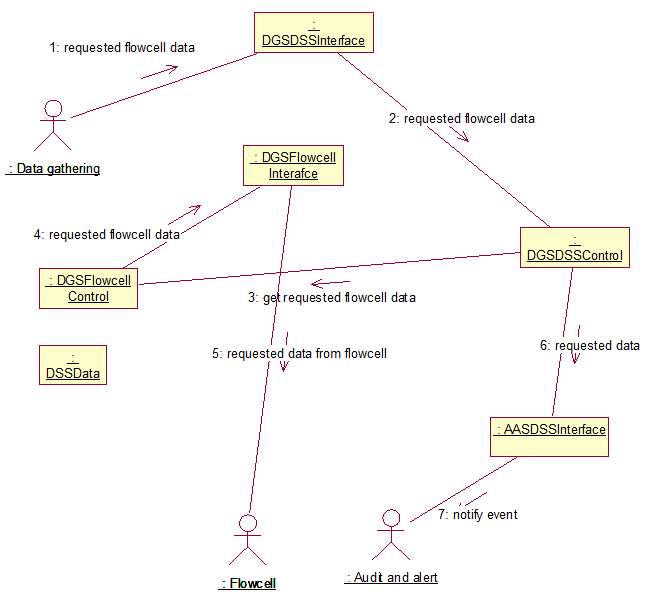 :
DGSDSSInterface
1: requested flowcell data
2: requested flowcell data
: Data gathering
: DGSFlowcell
Interafce
4: requested flowcell data
:
DGSDSSControl
: DGSFlowcell
Control
3: get requested flowcell data
6: requested data
5: requested data from flowcell
:
DSSData
: AASDSSInterface
7: notify event
: Flowcell
: Audit and alert